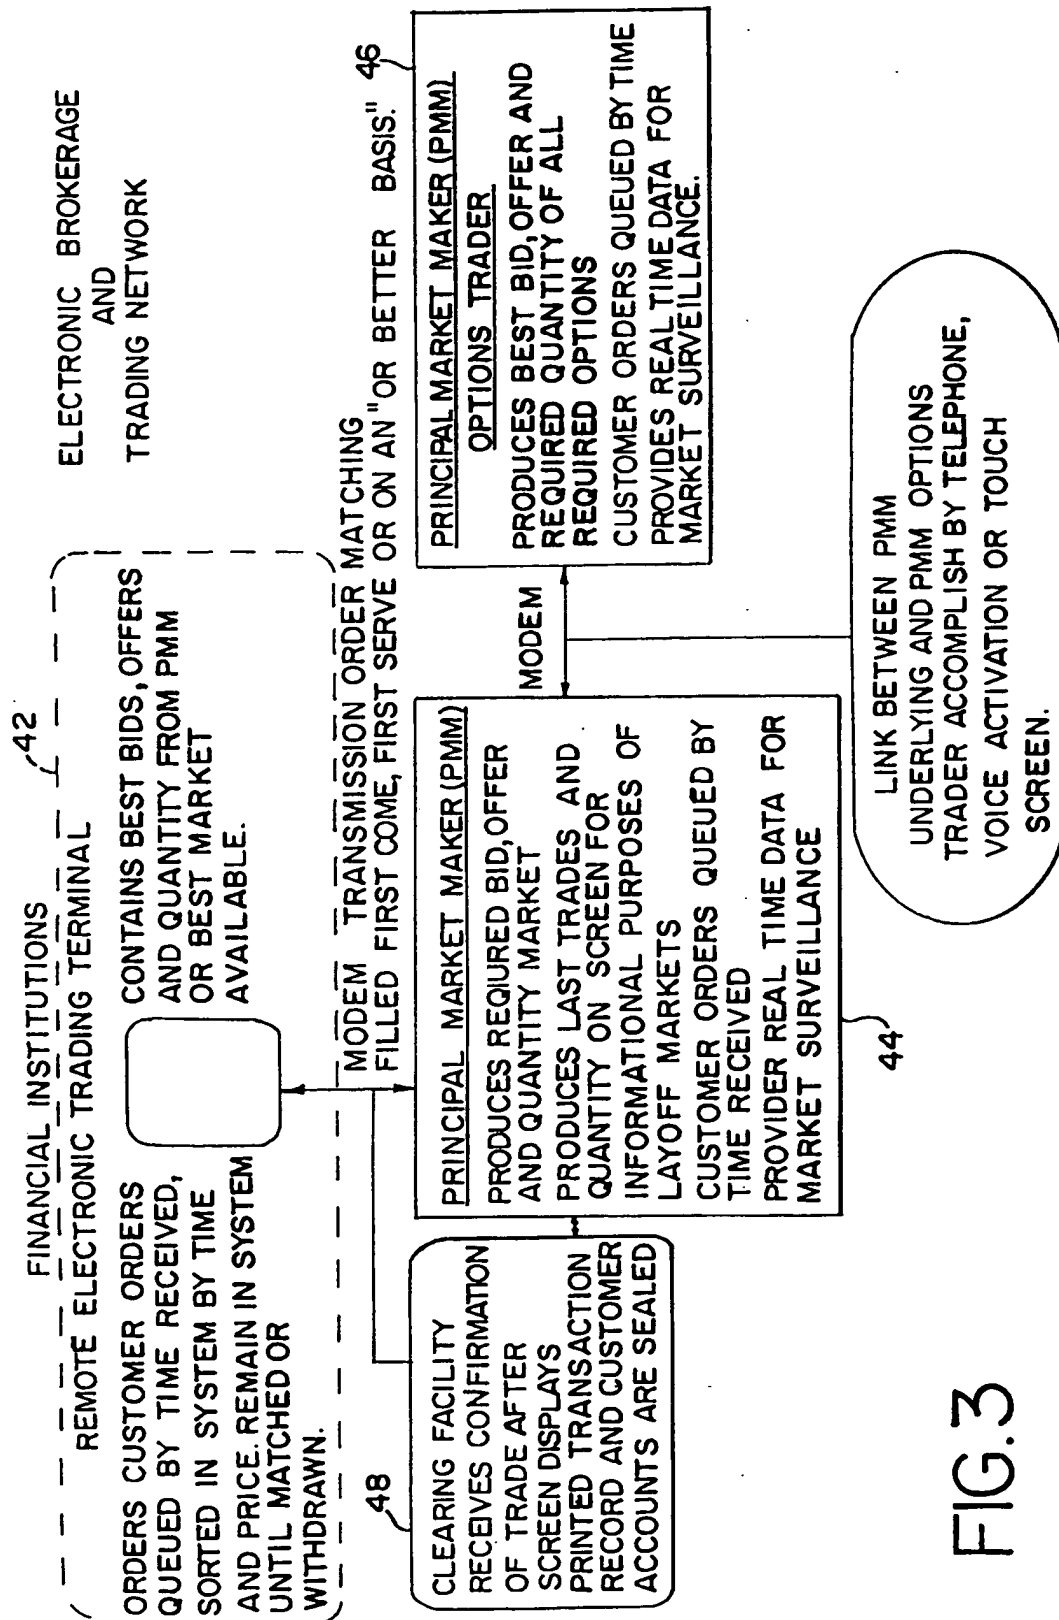 ELECTRONIC BROKERAGE
AND
TRADING NETWORK
FINANCIAL INSTITUTIONS
42
REMOTE ELECTRONIC TRADING TERMINAL
ORDERS CUSTOMER ORDERS
QUEUED BY TIME RECEIVED,
SORTED IN SYSTEM BY TIME
AND PRICE. REMAIN IN SYSTEM
UNTIL MATCHED OR
WITHDRAWN.
CONTAINS BEST BIDS, OFFERS
AND QUANTITY FROM PMM
OR BEST MARKET
AVAILABLE.
MODEM TRANSMISSION ORDER MATCHING
FILLED FIRST COME, FIRST SERVE OR ON AN "OR BETTER BASIS."
48
CLEARING FACILITY
RECEIVES CONFIRMATION
OF TRADE AFTER
SCREEN DISPLAYS
PRINTED TRANSACTION
RECORD AND CUSTOMER
ACCOUNTS ARE SEALED
PRINCIPAL MARKET MAKER (PMM)
PRODUCES REQIURED BID, OFFER
AND QUANTITY MARKET
PRODUCES LAST TRADES AND
QUANTITY ON SCREEN FOR
INFORMATIONAL PURPOSES OF
LAYOFF MARKETS
CUSTOMER ORDERS QUEUED BY
TIME RECEIVED
PROVIDER REAL TIME DATA FOR
MARKET SURVEILLANCE
44
MODEM
46
PRINCIPAL MARKET MAKER (PMM)
OPTIONS TRADER
PRODUCES BEST BID, OFFER AND
REQUIRED QUANTITY OF ALL
REQUIRED OPTIONS
CUSTOMER ORDERS QUEUED BY TIME
PROVIDES REAL TIME DATA FOR
MARKET SURVEILLANCE.
LINK BETWEEN PMM
UNDERLYING AND PMM OPTIONS
TRADER ACCOMPLISH BY TELEPHONE,
VOICE ACTIVATION OR TOUCH
SCREEN.
FIG.3